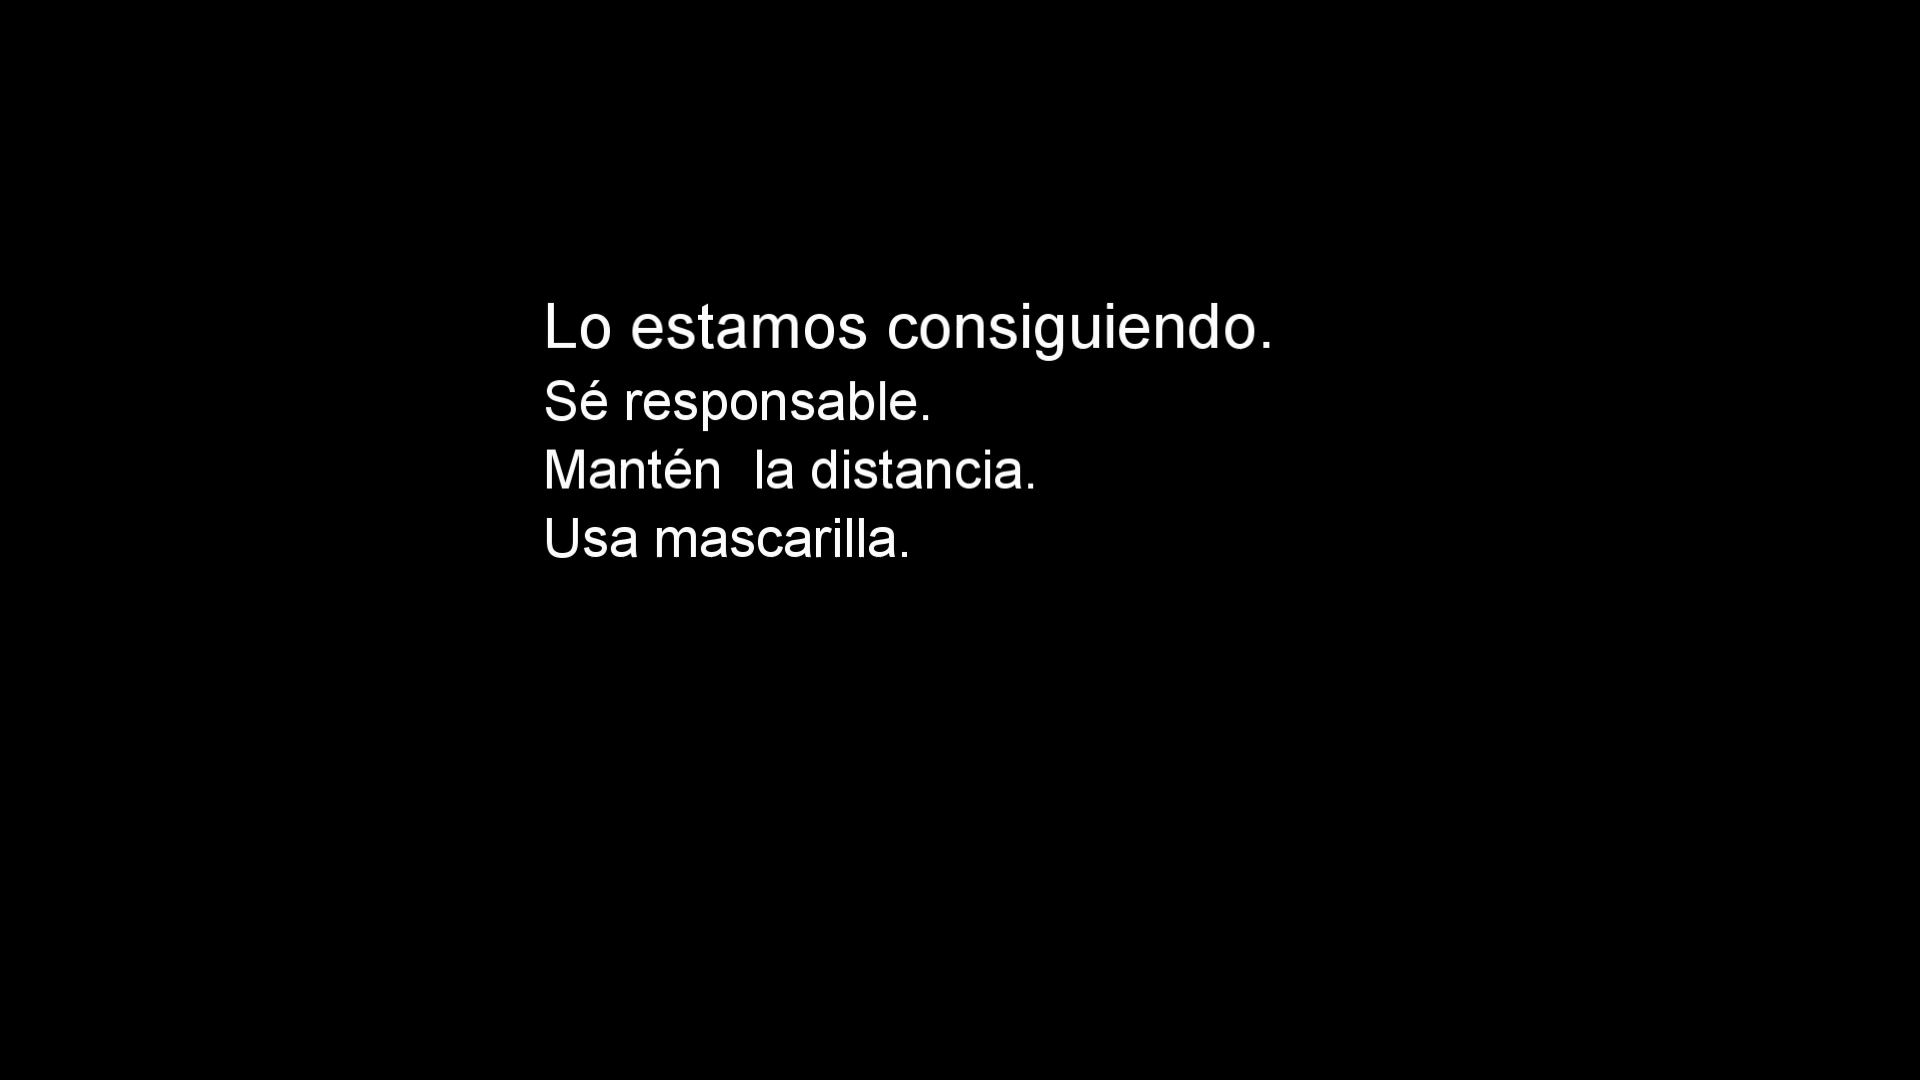 Lo estamos consiguiendo.
Sé responsable.
Mantén  la distancia.
Usa mascarilla.